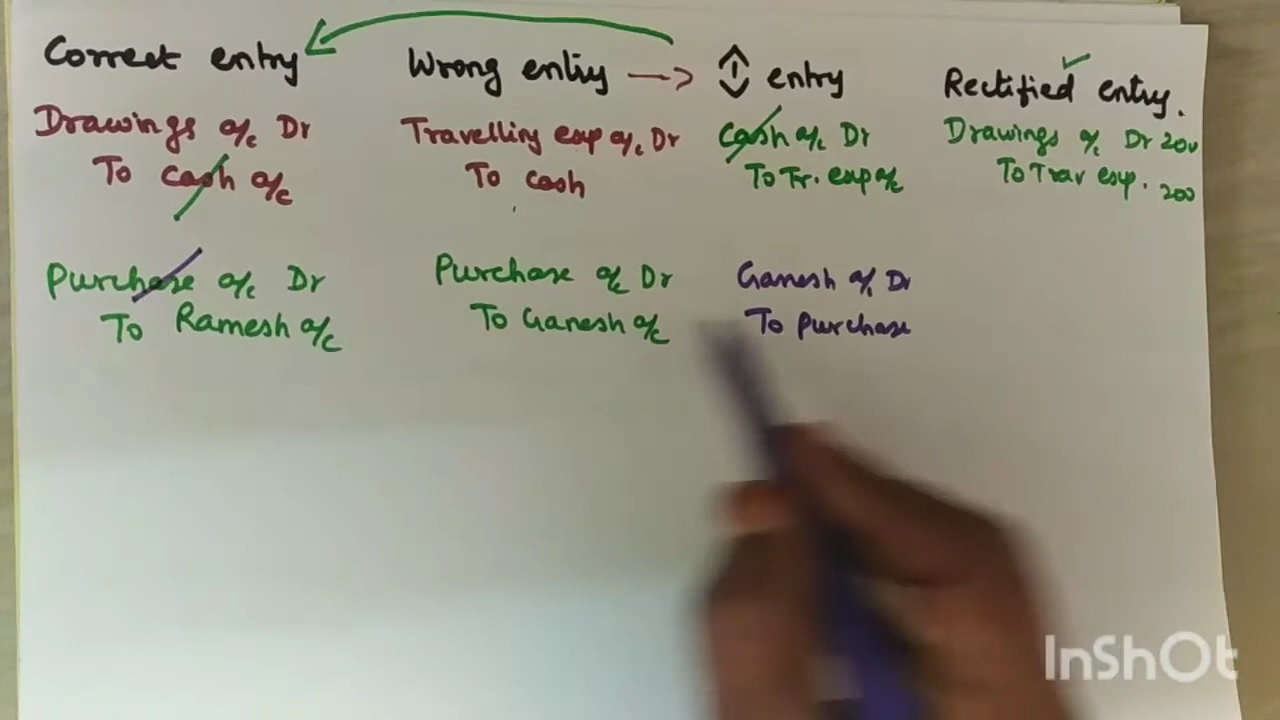 Correct entry Wrong entry → entry Rectified entry.
Drawings a/c Dr Travelling exp a/c Dr Cash a/c Dr Drawings a/c Dr 200
To cash a/c To cash To Tr. exp a/c To Trav exp. 200
Purchase a/c Dr Purchase a/c Dr Ganesh a/c Dr
To Ramesh a/c To Ganesh a/c To purchase
InShOt